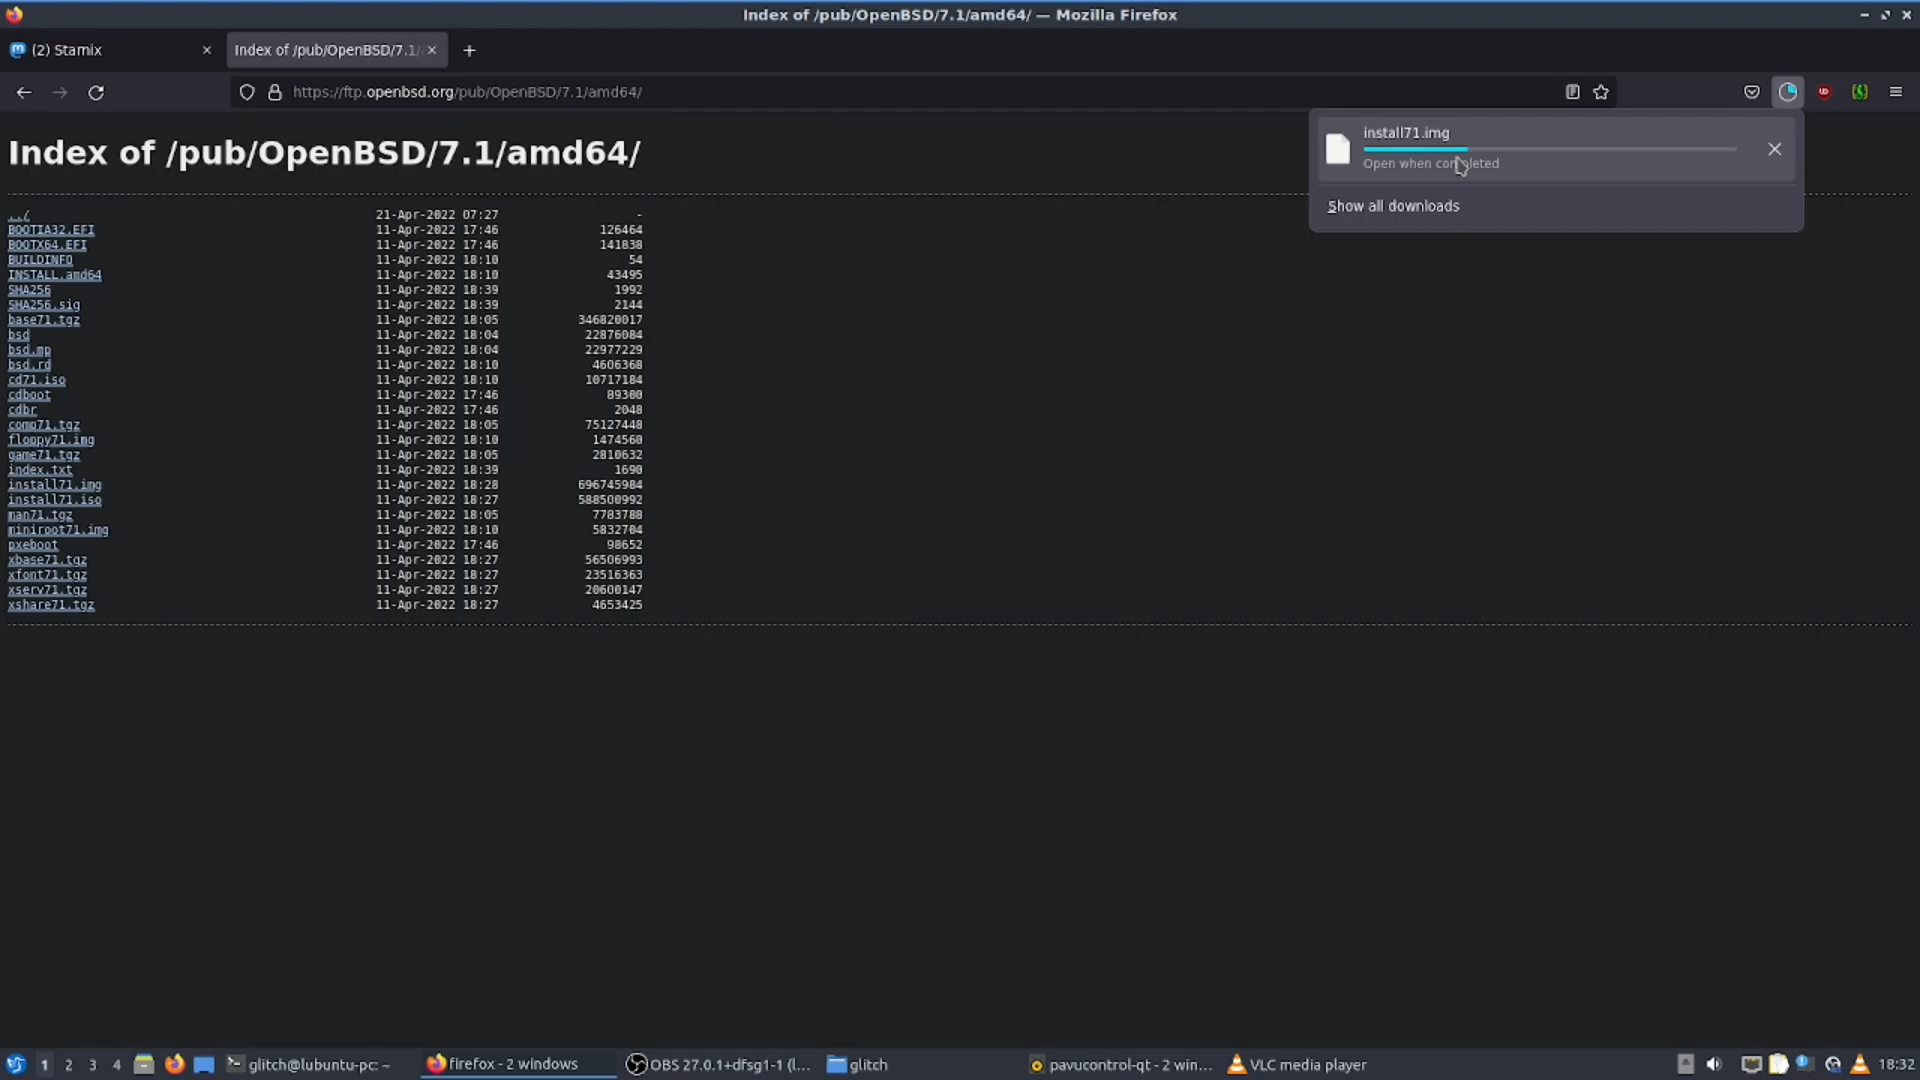 Index of /pub/OpenBSD/7.1/amd64/ — Mozilla Firefox
(2) Stamix
Index of /pub/OpenBSD/7.1/
https://ftp.openbsd.org/pub/OpenBSD/7.1/amd64/
install71.img
Open when completed
Show all downloads
Index of /pub/OpenBSD/7.1/amd64/
../ 21-Apr-2022 07:27 -
BOOTIA32.EFI 11-Apr-2022 17:46 126464
BOOTX64.EFI 11-Apr-2022 17:46 141838
BUILDINFO 11-Apr-2022 18:10 54
INSTALL.amd64 11-Apr-2022 18:10 43495
SHA256 11-Apr-2022 18:39 1992
SHA256.sig 11-Apr-2022 18:39 2144
base71.tgz 11-Apr-2022 18:05 346820017
bsd 11-Apr-2022 18:04 22876084
bsd.mp 11-Apr-2022 18:04 22977229
bsd.rd 11-Apr-2022 18:10 4606368
cd71.iso 11-Apr-2022 18:10 10717184
cdboot 11-Apr-2022 17:46 89300
cdbr 11-Apr-2022 17:46 2048
comp71.tgz 11-Apr-2022 18:05 75127448
floppy71.img 11-Apr-2022 18:10 1474560
game71.tgz 11-Apr-2022 18:05 2810632
index.txt 11-Apr-2022 18:39 1690
install71.img 11-Apr-2022 18:28 696745984
install71.iso 11-Apr-2022 18:27 588500992
man71.tgz 11-Apr-2022 18:05 7783788
miniroot71.img 11-Apr-2022 18:10 5832704
pxeboot 11-Apr-2022 17:46 98652
xbase71.tgz 11-Apr-2022 18:27 56506993
xfont71.tgz 11-Apr-2022 18:27 23516363
xserv71.tgz 11-Apr-2022 18:27 20600147
xshare71.tgz 11-Apr-2022 18:27 4653425
1 2 3 4 glitch@lubuntu-pc: ~ firefox - 2 windows OBS 27.0.1+dfsg1-1 (l... glitch pavucontrol-qt - 2 win... VLC media player 18:32